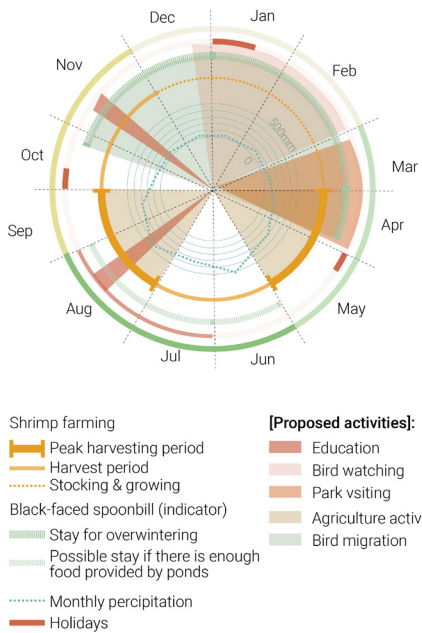 Dec
Jan
Nov
Feb
500mm
0
Oct
Mar
Sep
Apr
Aug
May
Jul
Jun
Shrimp farming
Peak harvesting period
Harvest period
Stocking & growing
Black-faced spoonbill (indicator)
Stay for overwintering
Possible stay if there is enough
food provided by ponds
Monthly percipitation
Holidays
[Proposed activities]:
Education
Bird watching
Park vsiting
Agriculture activ
Bird migration